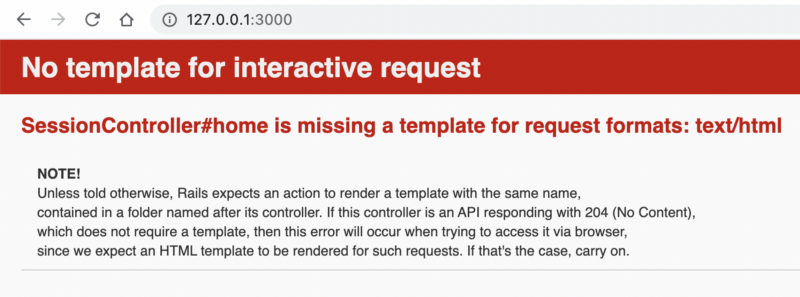 127.0.0.1:3000
No template for interactive request
SessionController#home is missing a template for request formats: text/html
NOTE!
Unless told otherwise, Rails expects an action to render a template with the same name,
contained in a folder named after its controller. If this controller is an API responding with 204 (No Content),
which does not require a template, then this error will occur when trying to access it via browser,
since we expect an HTML template to be rendered for such requests. If that's the case, carry on.